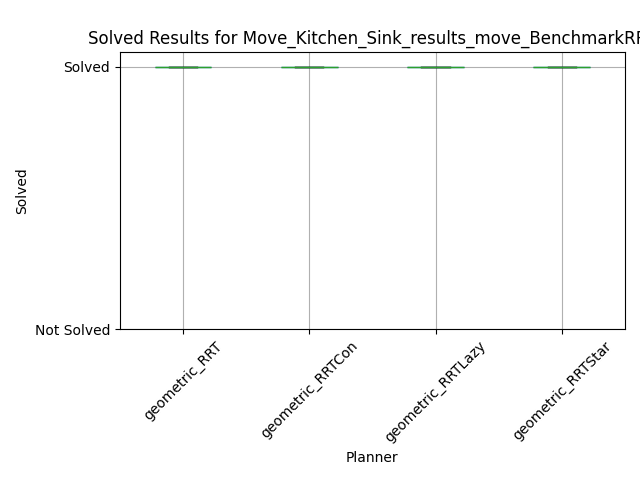 Solved Results for Move_Kitchen_Sink_results_move_BenchmarkRR
Solved
Solved
Not Solved
geometric_RRT
geometric_RRTCon
geometric_RRTLazy
geometric_RRTStar
Planner